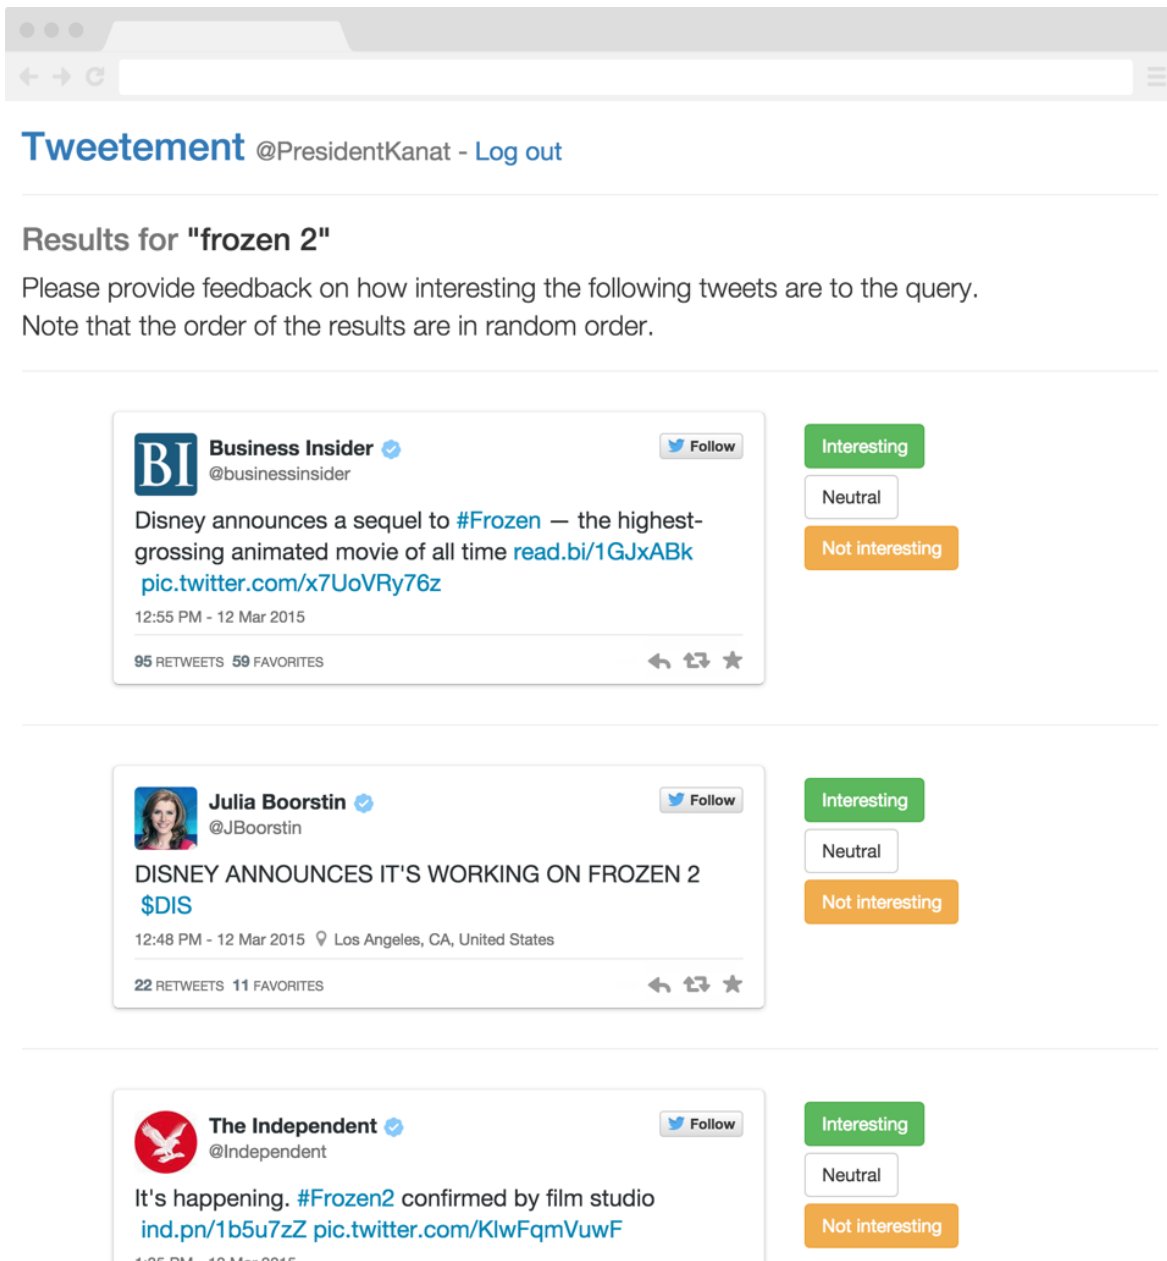 Tweetement @PresidentKanat - Log out
Results for "frozen 2"
Please provide feedback on how interesting the following tweets are to the query.
Note that the order of the results are in random order.
BI
Business Insider
@businessinsider
Follow
Disney announces a sequel to #Frozen — the highest-
grossing animated movie of all time read.bi/1GJxABk
pic.twitter.com/x7UoVRy76z
12:55 PM - 12 Mar 2015
95 RETWEETS 59 FAVORITES
Interesting
Neutral
Not interesting
Julia Boorstin
@JBoorstin
Follow
DISNEY ANNOUNCES IT'S WORKING ON FROZEN 2
$DIS
12:48 PM - 12 Mar 2015 Los Angeles, CA, United States
22 RETWEETS 11 FAVORITES
Interesting
Neutral
Not interesting
The Independent
@Independent
Follow
It's happening. #Frozen2 confirmed by film studio
ind.pn/1b5u7zZ pic.twitter.com/KlwFqmVuwF
Interesting
Neutral
Not interesting